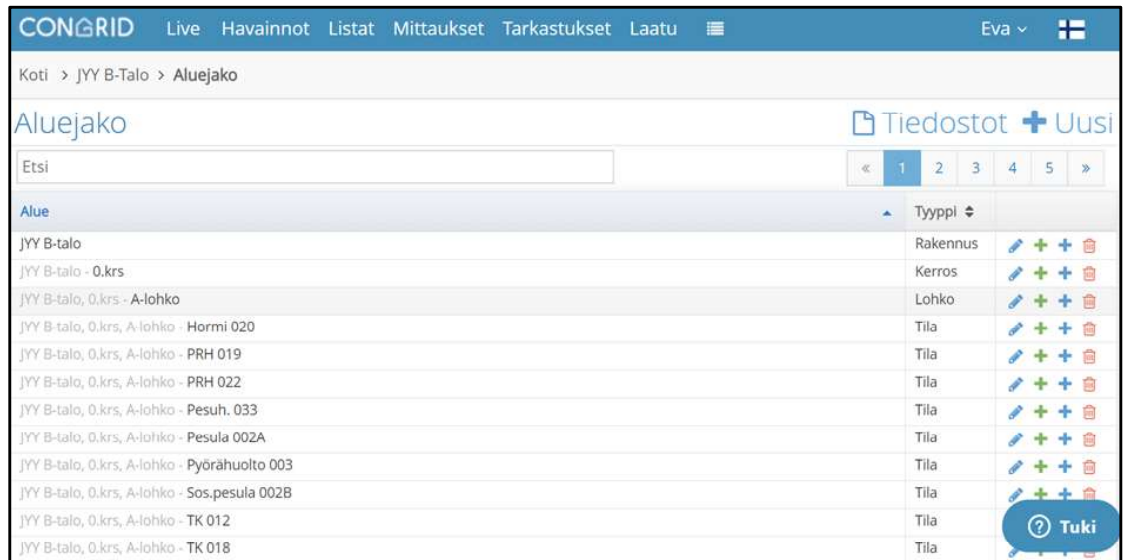 CONGRID Live Havainnot Listat Mittaukset Tarkastukset Laatu Eva
Koti > JYY B-Talo > Aluejako
Aluejako Tiedostot Uusi
Etsi « 1 2 3 4 5 »
Alue Tyyppi
JYY B-talo Rakennus
JYY B-talo - 0.krs Kerros
JYY B-talo, 0.krs - A-lohko Lohko
JYY B-talo, 0.krs, A-lohko - Hormi 020 Tila
JYY B-talo, 0.krs, A-lohko - PRH 019 Tila
JYY B-talo, 0.krs, A-lohko - PRH 022 Tila
JYY B-talo, 0.krs, A-lohko - Pesuh. 033 Tila
JYY B-talo, 0.krs, A-lohko - Pesula 002A Tila
JYY B-talo, 0.krs, A-lohko - Pyörähuolto 003 Tila
JYY B-talo, 0.krs, A-lohko - Sos.pesula 002B Tila
JYY B-talo, 0.krs, A-lohko - TK 012 Tila
JYY B-talo, 0.krs, A-lohko - TK 018 Tila
? Tuki